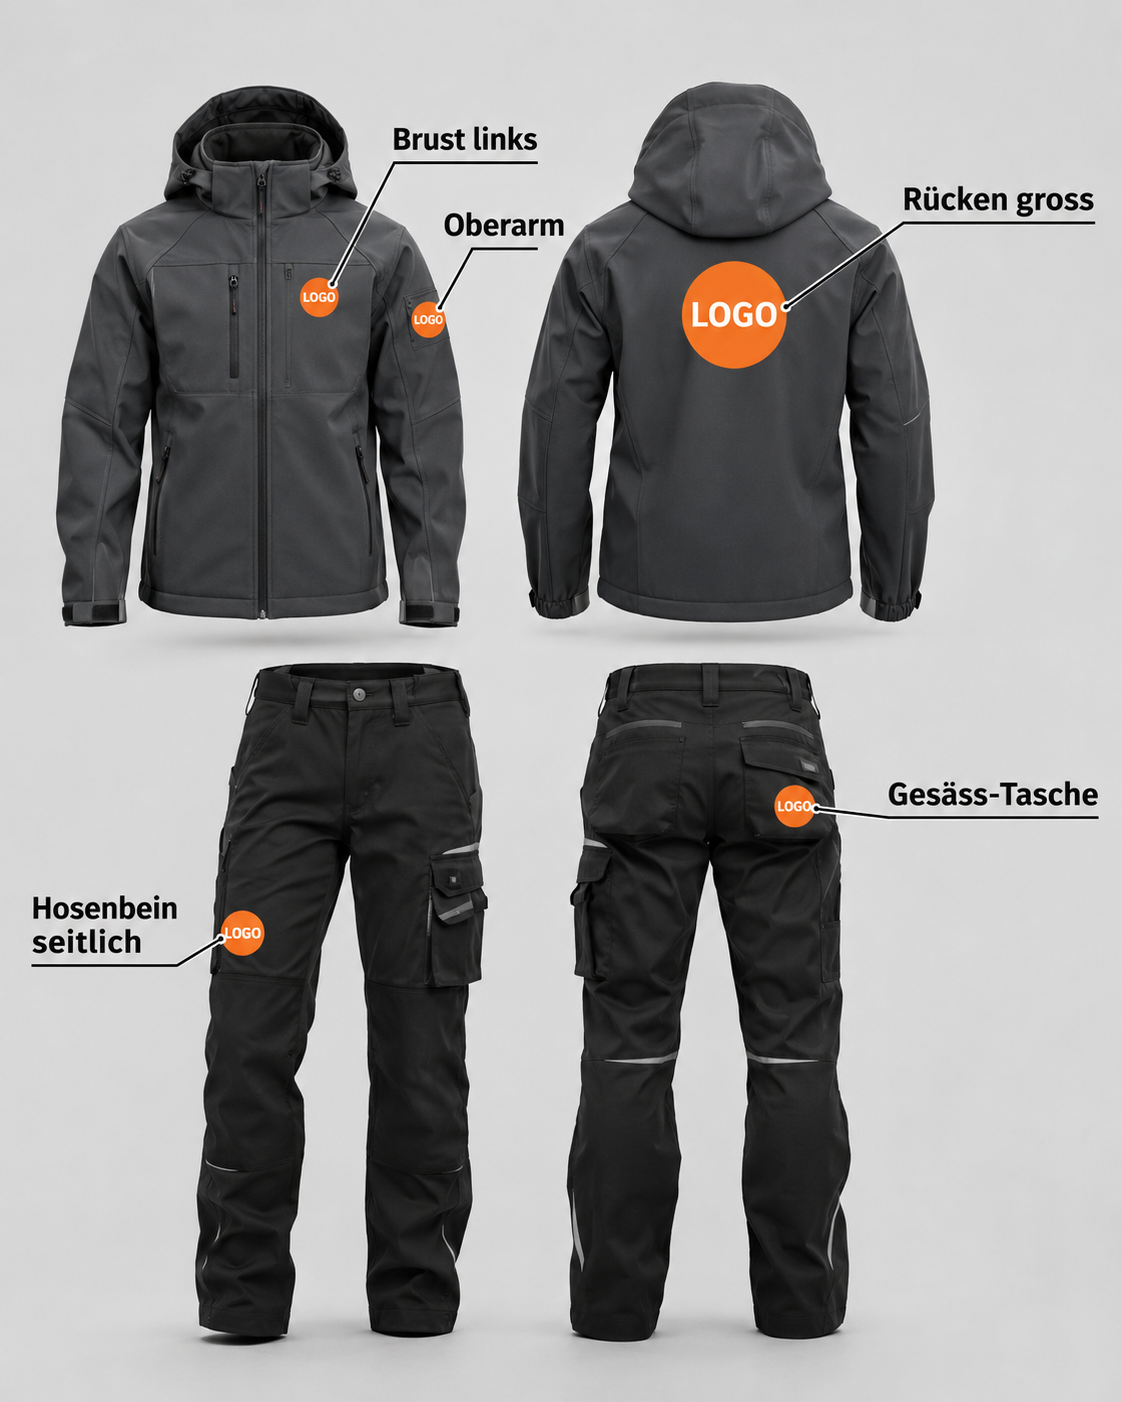 Brust links
Oberarm
LOGO
LOGO
Rücken gross
LOGO
Gesäss-Tasche
LOGO
Hosenbein
seitlich
LOGO